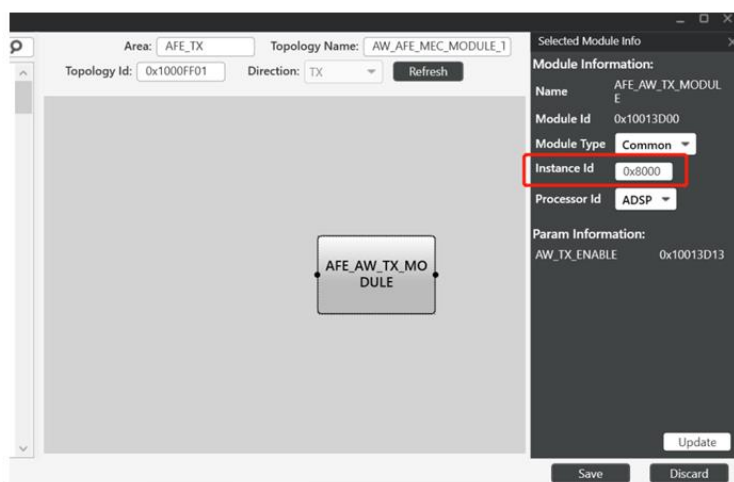 Area: AFE_TX Topology Name: AW_AFE_MEC_MODULE_1
Topology Id: 0x1000FF01 Direction: TX Refresh
AFE_AW_TX_MO
DULE
Selected Module Info
Module Information:
Name AFE_AW_TX_MODUL
E
Module Id 0x10013D00
Module Type Common
Instance Id 0x8000
Processor Id ADSP
Param Information:
AW_TX_ENABLE 0x10013D13
Update
Save Discard